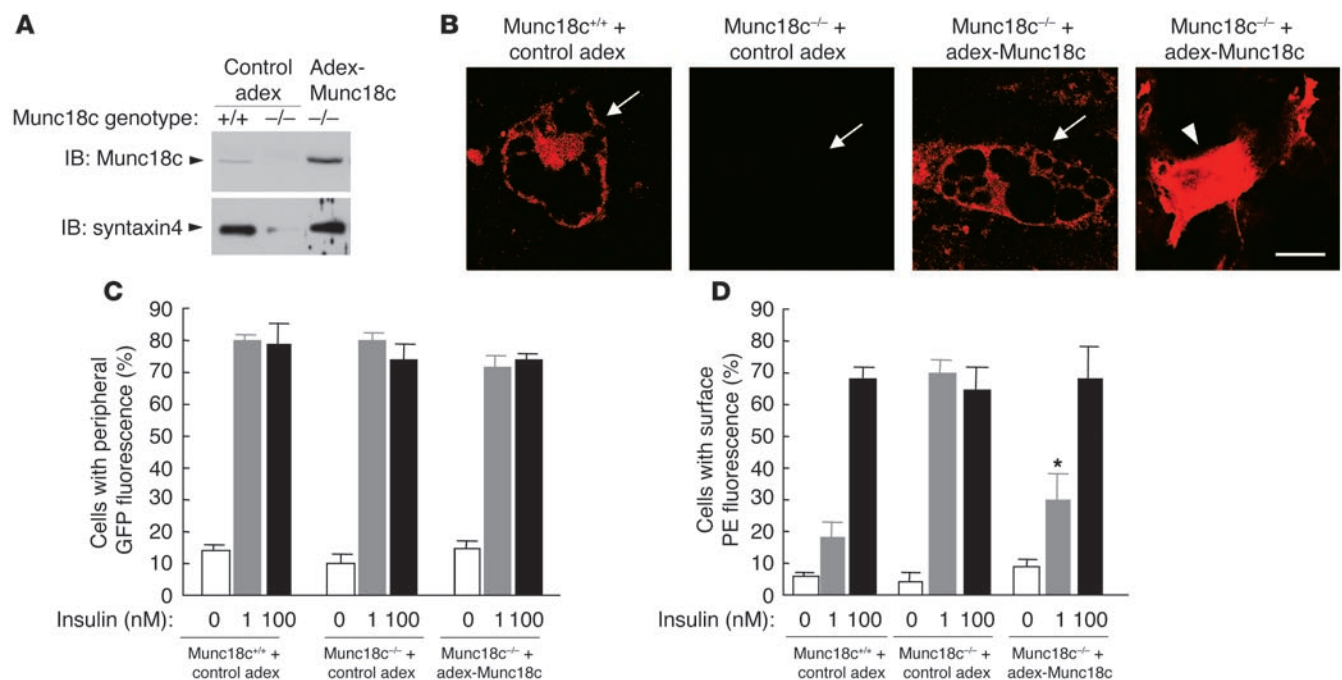 A
Control
adex
Adex-
Munc18c
Munc18c genotype: +/+ −/− −/−
IB: Munc18c
IB: syntaxin4
B
Munc18c+/+ +
control adex
Munc18c−/− +
control adex
Munc18c−/− +
adex-Munc18c
Munc18c−/− +
adex-Munc18c
C
Cells with peripheral
GFP fluorescence (%)
90
80
70
60
50
40
30
20
10
0
Insulin (nM): 0 1 100 0 1 100 0 1 100
Munc18c+/+ +
control adex
Munc18c−/− +
control adex
Munc18c−/− +
adex-Munc18c
D
Cells with surface
PE fluorescence (%)
90
80
70
60
50
40
30
20
10
0
*
Insulin (nM): 0 1 100 0 1 100 0 1 100
Munc18c+/+ +
control adex
Munc18c−/− +
control adex
Munc18c−/− +
adex-Munc18c